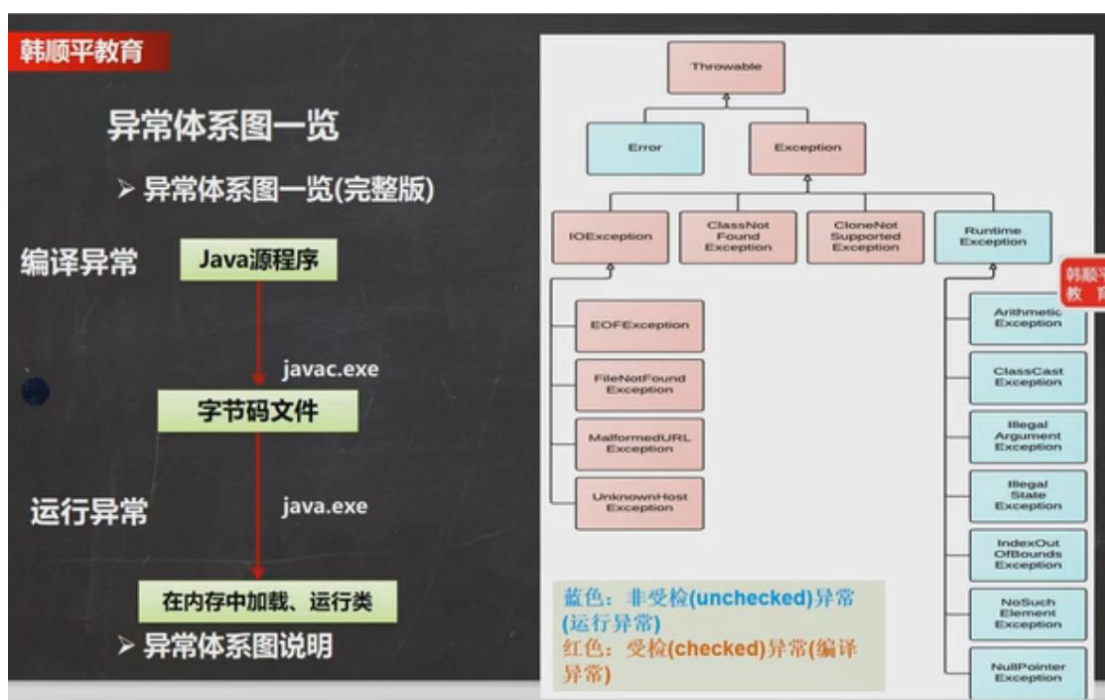 韩顺平教育
异常体系图一览
异常体系图一览(完整版)
编译异常
Java源程序
javac.exe
字节码文件
运行异常
java.exe
在内存中加载、运行类
异常体系图说明
Throwable
Error
Exception
IOException
ClassNot
Found
Exception
CloneNot
Supported
Exception
Runtime
Exception
EOFException
FileNotFound
Exception
MalformedURL
Exception
UnknownHost
Exception
韩顺平
教育
Arithmetic
Exception
ClassCast
Exception
Illegal
Argument
Exception
Illegal
State
Exception
IndexOut
OfBounds
Exception
NoSuch
Element
Exception
NullPointer
Exception
蓝色：非受检(unchecked)异常
(运行异常)
红色：受检(checked)异常(编译
异常)